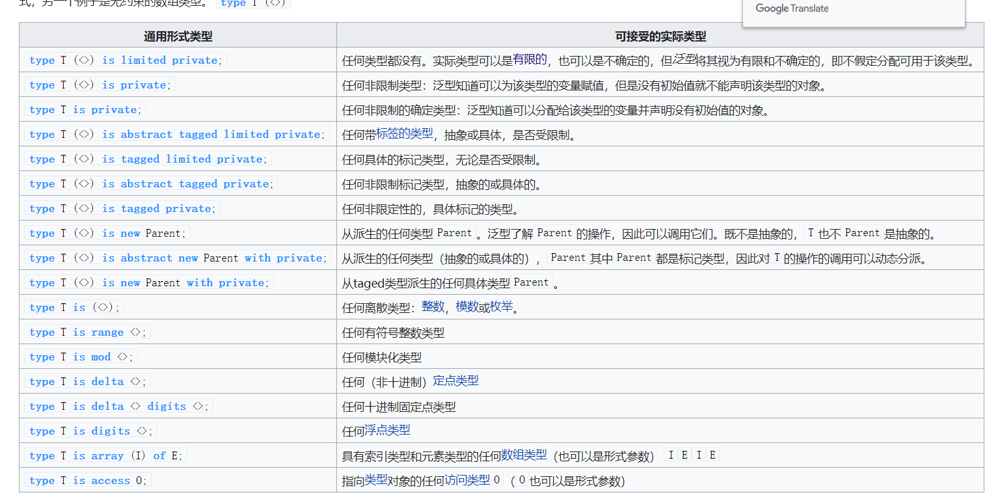 式，另一个例子是无约束的数组类型。 type T (<>)
Google Translate
通用形式类型 可接受的实际类型
type T (<>) is limited private; 任何类型都没有。实际类型可以是有限的，也可以是不确定的，但泛型将其视为有限和不确定的，即不假定分配可用于该类型。
type T (<>) is private; 任何非限制类型：泛型知道可以为该类型的变量赋值，但是没有初始值就不能声明该类型的对象。
type T is private; 任何非限制的确定类型：泛型知道可以分配给该类型的变量并声明没有初始值的对象。
type T (<>) is abstract tagged limited private; 任何带标签的类型，抽象或具体，是否受限制。
type T (<>) is tagged limited private; 任何具体的标记类型，无论是否受限制。
type T (<>) is abstract tagged private; 任何非限制标记类型，抽象的或具体的。
type T (<>) is tagged private; 任何非限定性的，具体标记的类型。
type T (<>) is new Parent; 从派生的任何类型 Parent 。泛型了解 Parent 的操作，因此可以调用它们。既不是抽象的， T 也不 Parent 是抽象的。
type T (<>) is abstract new Parent with private; 从派生的任何类型（抽象的或具体的）， Parent 其中 Parent 都是标记类型，因此对 T 的操作的调用可以动态分派。
type T (<>) is new Parent with private; 从taged类型派生的任何具体类型 Parent 。
type T is (<>); 任何离散类型：整数，模数或枚举。
type T is range <>; 任何有符号整数类型
type T is mod <>; 任何模块化类型
type T is delta <>; 任何（非十进制）定点类型
type T is delta <> digits <>; 任何十进制固定点类型
type T is digits <>; 任何浮点类型
type T is array (I) of E; 具有索引类型和元素类型的任何数组类型（也可以是形式参数） I E I E
type T is access O; 指向类型对象的任何访问类型 O （ O 也可以是形式参数）